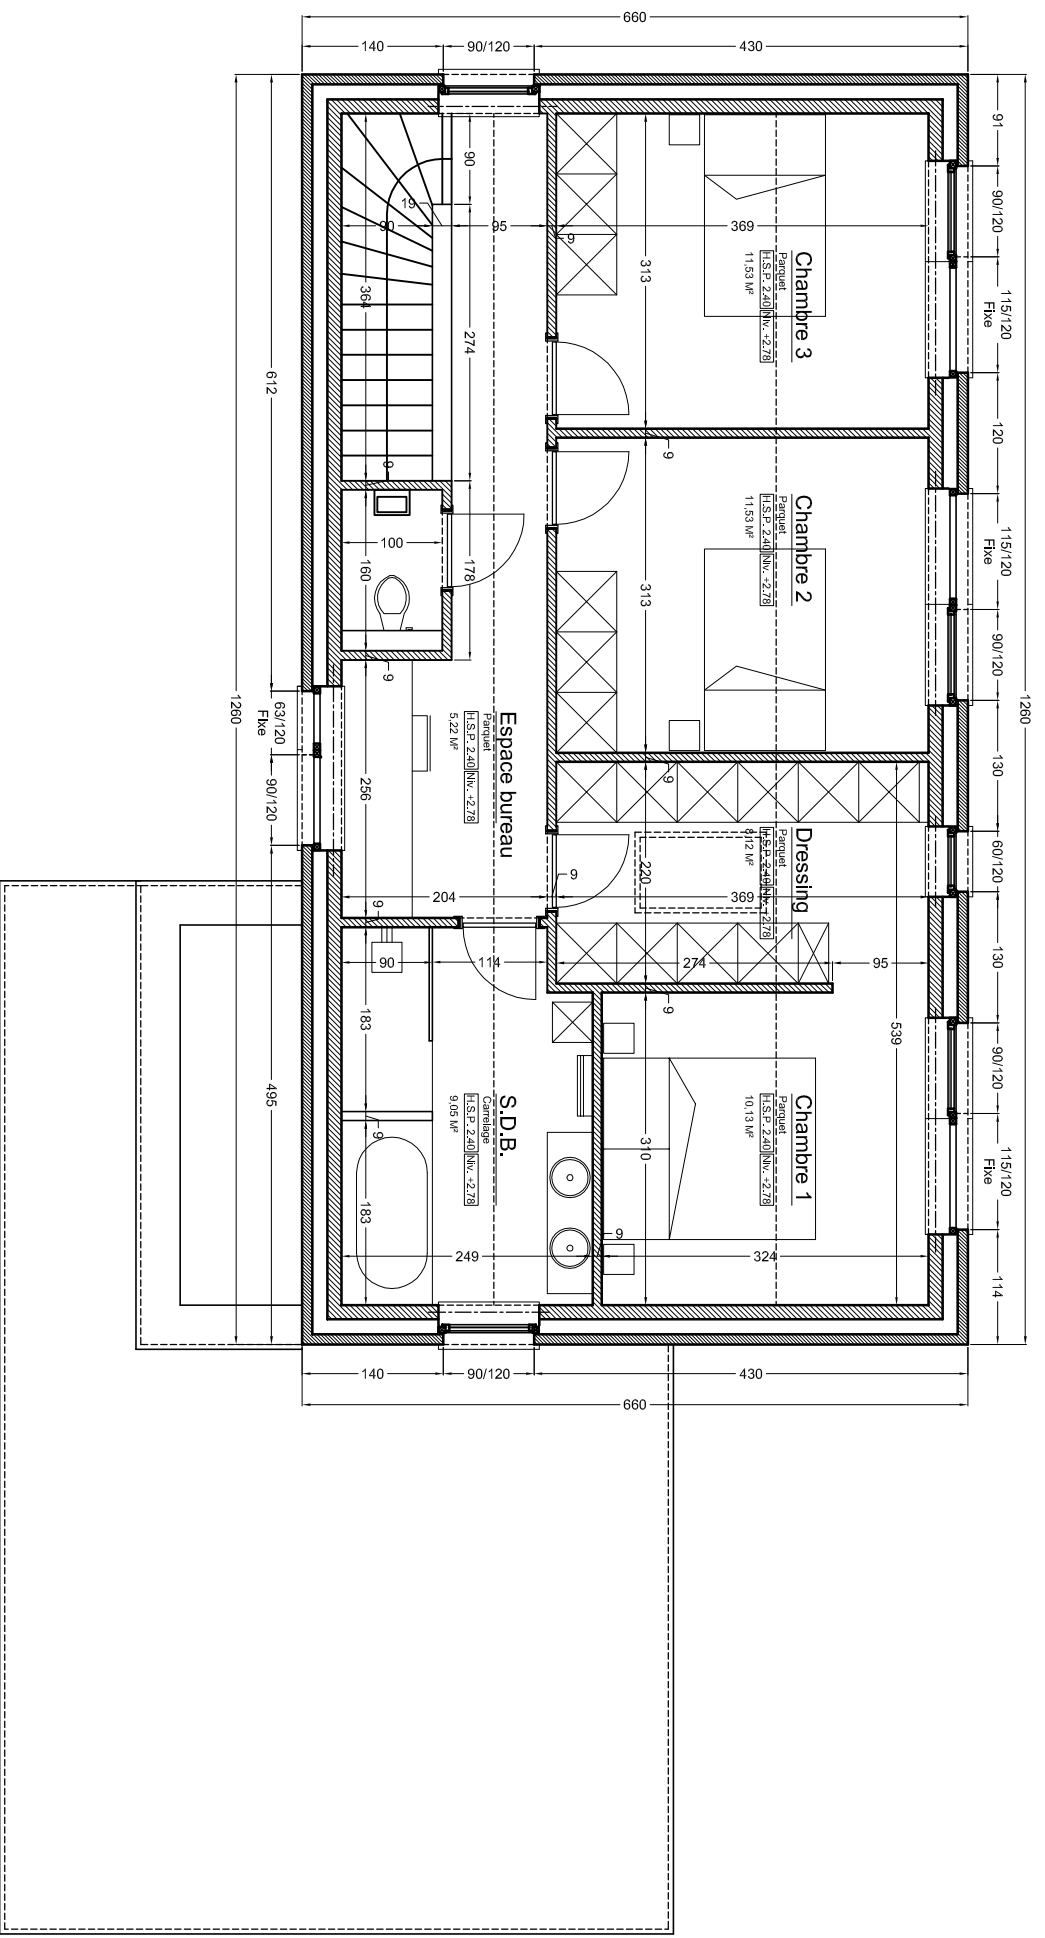 660
140
90/120
430
1260
91
90/120
115/120
Fixe
120
115/120
Fixe
90/120
130
60/120
130
90/120
115/120
Fixe
114
1260
612
63/120
Fixe
90/120
495
Chambre 3
Parquet
H.S.P. 2.40 Niv. +2.78
11,53 M²
313
369
9
90
19
90
95
364
274
9
Chambre 2
Parquet
H.S.P. 2.40 Niv. +2.78
11,53 M²
313
9
100
160
178
9
9
Espace bureau
Parquet
H.S.P. 2.40 Niv. +2.78
5,22 M²
256
204
9
9
Dressing
Parquet
H.S.P. 2.40 Niv. +2.78
8,12 M²
220
369
274
95
539
9
Chambre 1
Parquet
H.S.P. 2.40 Niv. +2.78
10,13 M²
310
324
9
S.D.B.
Carrelage
H.S.P. 2.40 Niv. +2.78
9,05 M²
90
114
183
9
183
249
140
90/120
430
660